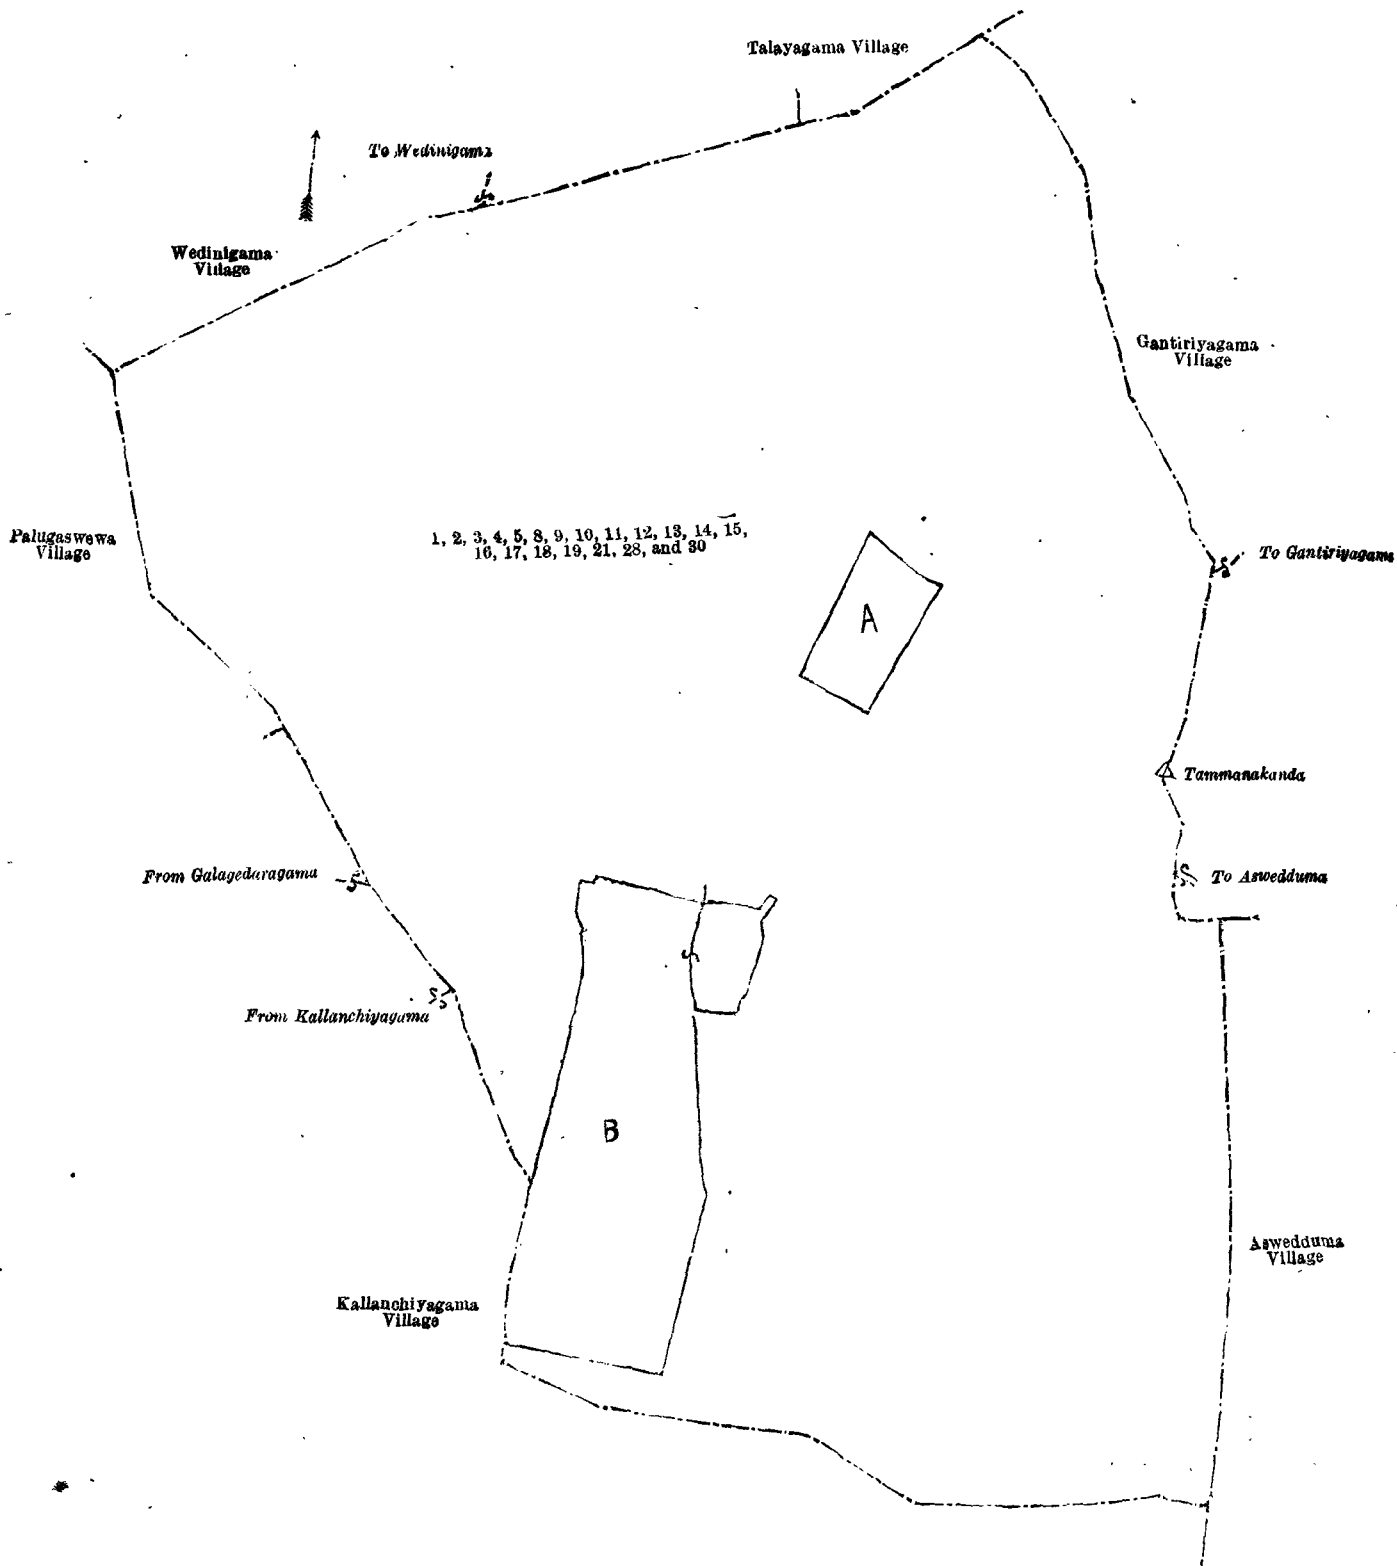 Talayagama Village
To Wedinigama
Wedinigama
Village
Gantiriyagama
Village
Palugaswewa
Village
1, 2, 3, 4, 5, 8, 9, 10, 11, 12, 13, 14, 15,
16, 17, 18, 19, 21, 28, and 30
To Gantiriyagama
A
Tammanakanda
From Galagedaragama
To Aswedduma
From Kallanchiyagama
B
Aswedduma
Village
Kallanchiyagama
Village